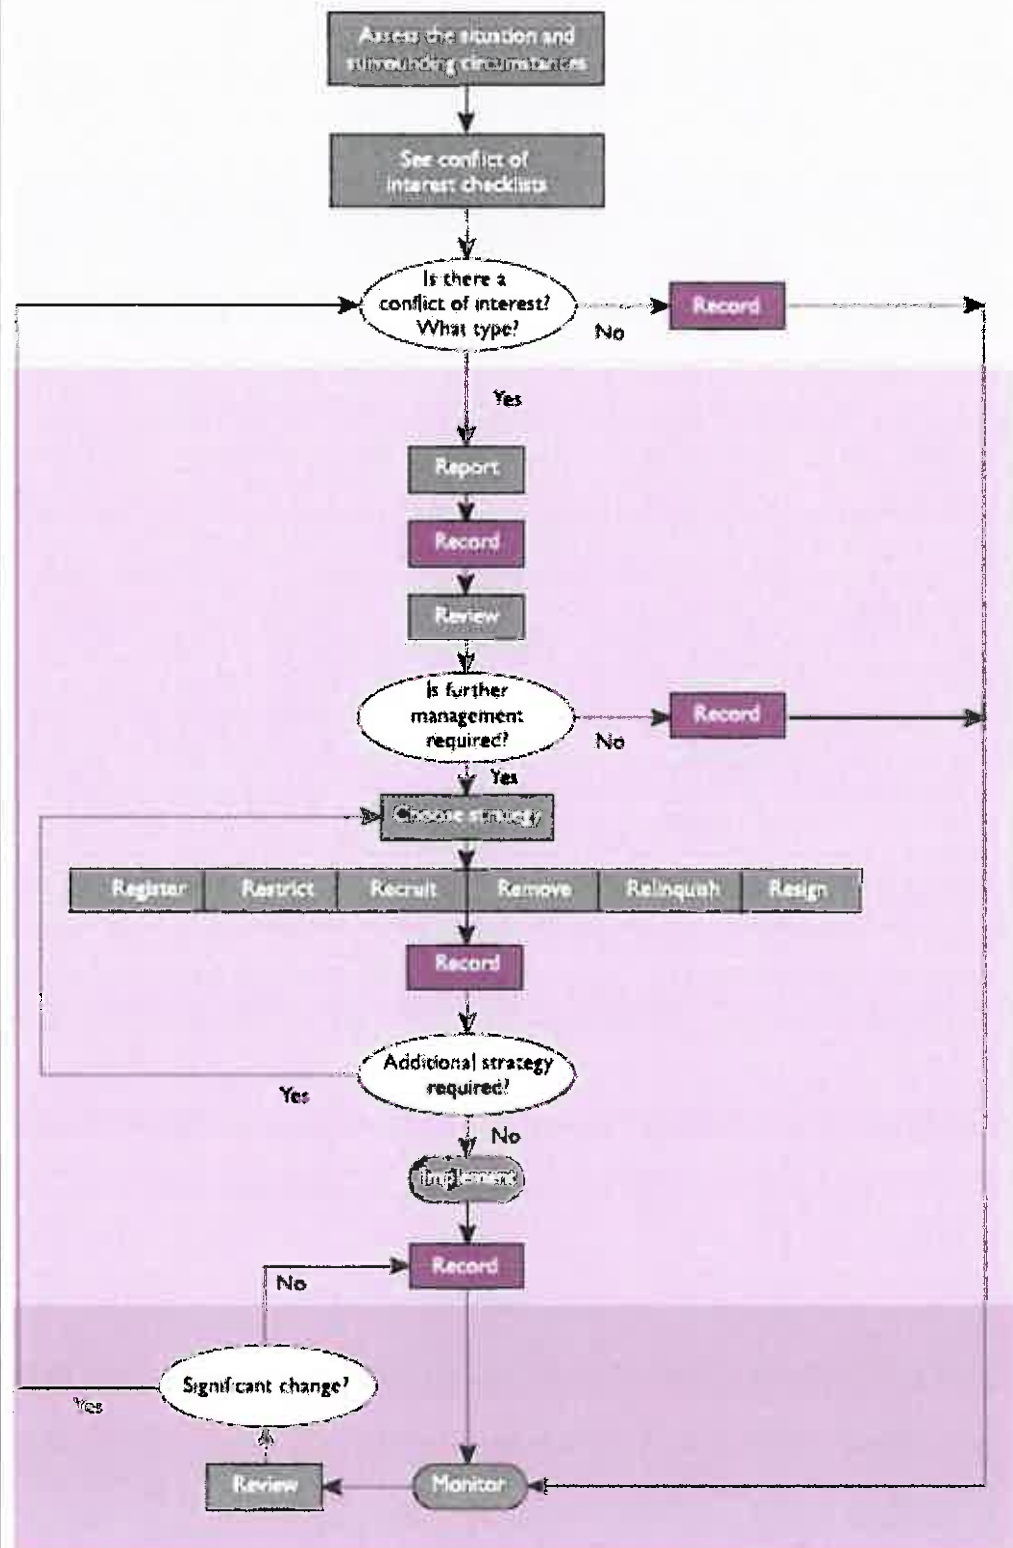 Assess the situation and
surrounding circumstances
See conflict of
interest checklists
Is there a
conflict of interest?
What type?
No
Record
Yes
Report
Record
Review
Is further
management
required?
No
Record
Yes
Choose strategy
Register
Restrict
Recruit
Remove
Relinquish
Resign
Record
Additional strategy
required?
Yes
No
Implement
Record
No
Significant change?
Yes
Review
Monitor